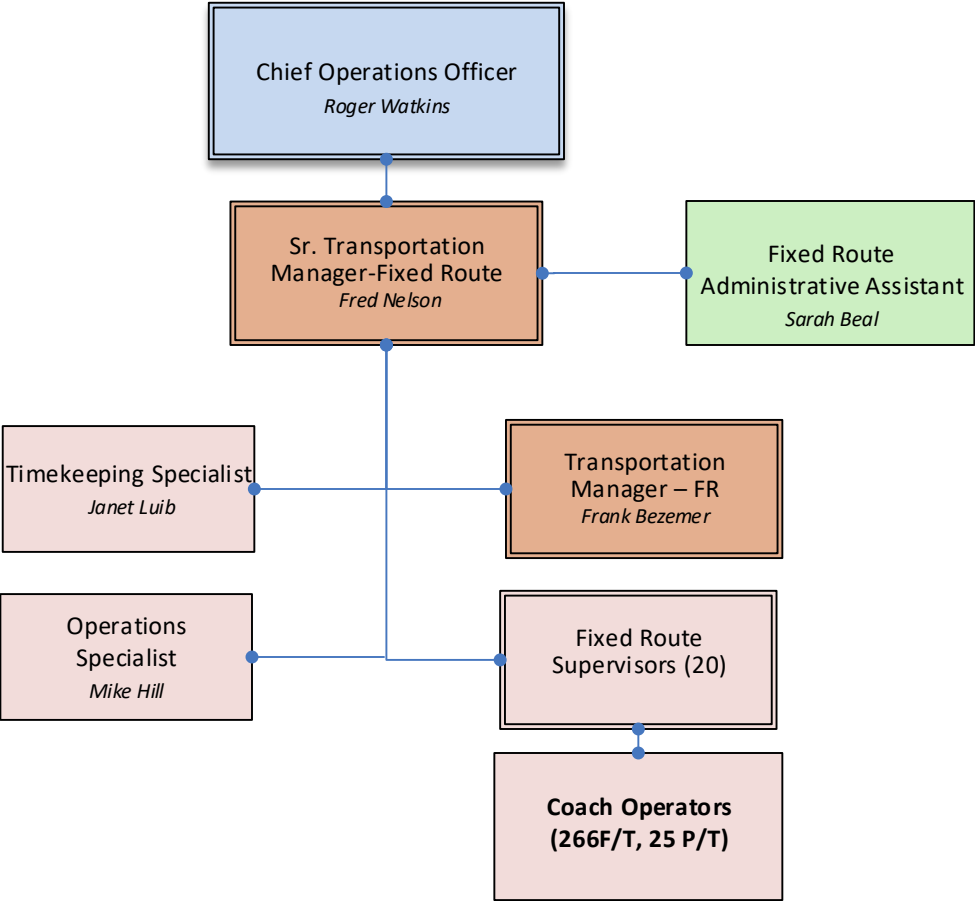 Chief Operations Officer
Roger Watkins
Sr. Transportation
Manager-Fixed Route
Fred Nelson
Fixed Route
Administrative Assistant
Sarah Beal
Timekeeping Specialist
Janet Luib
Transportation
Manager – FR
Frank Bezemer
Operations
Specialist
Mike Hill
Fixed Route
Supervisors (20)
Coach Operators
(266F/T, 25 P/T)